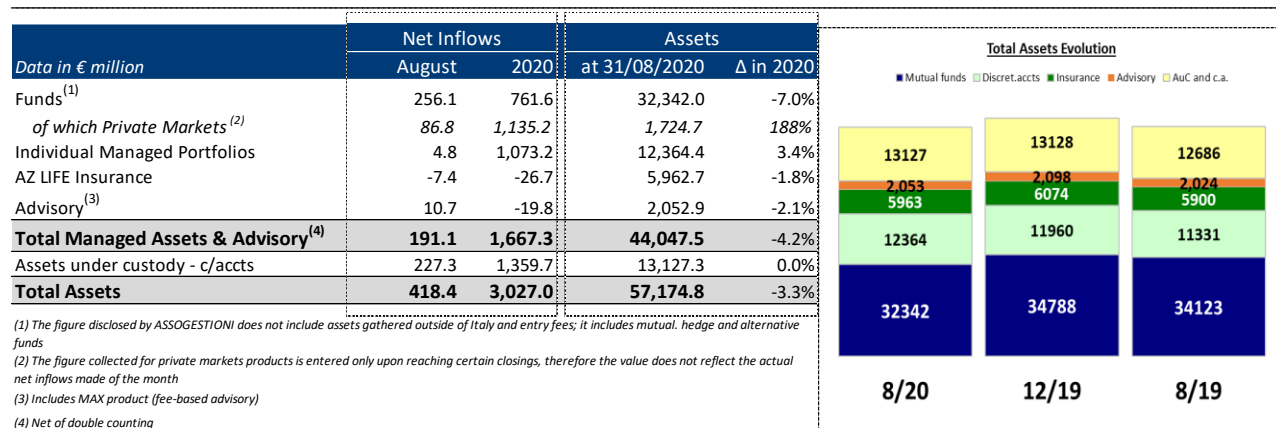 Net Inflows Assets
Data in € million August 2020 at 31/08/2020 Δ in 2020
Funds(1) 256.1 761.6 32,342.0 -7.0%
of which Private Markets (2) 86.8 1,135.2 1,724.7 188%
Individual Managed Portfolios 4.8 1,073.2 12,364.4 3.4%
AZ LIFE Insurance -7.4 -26.7 5,962.7 -1.8%
Advisory(3) 10.7 -19.8 2,052.9 -2.1%
Total Managed Assets & Advisory(4) 191.1 1,667.3 44,047.5 -4.2%
Assets under custody - c/accts 227.3 1,359.7 13,127.3 0.0%
Total Assets 418.4 3,027.0 57,174.8 -3.3%
(1) The figure disclosed by ASSOGESTIONI does not include assets gathered outside of Italy and entry fees; it includes mutual. hedge and alternative
funds
(2) The figure collected for private markets products is entered only upon reaching certain closings, therefore the value does not reflect the actual
net inflows made of the month
(3) Includes MAX product (fee-based advisory)
(4) Net of double counting
Total Assets Evolution
Mutual funds Discret.accts Insurance Advisory AuC and c.a.
13127 13128 12686
2,053 2,098 2,024
5963 6074 5900
12364 11960 11331
32342 34788 34123
8/20 12/19 8/19